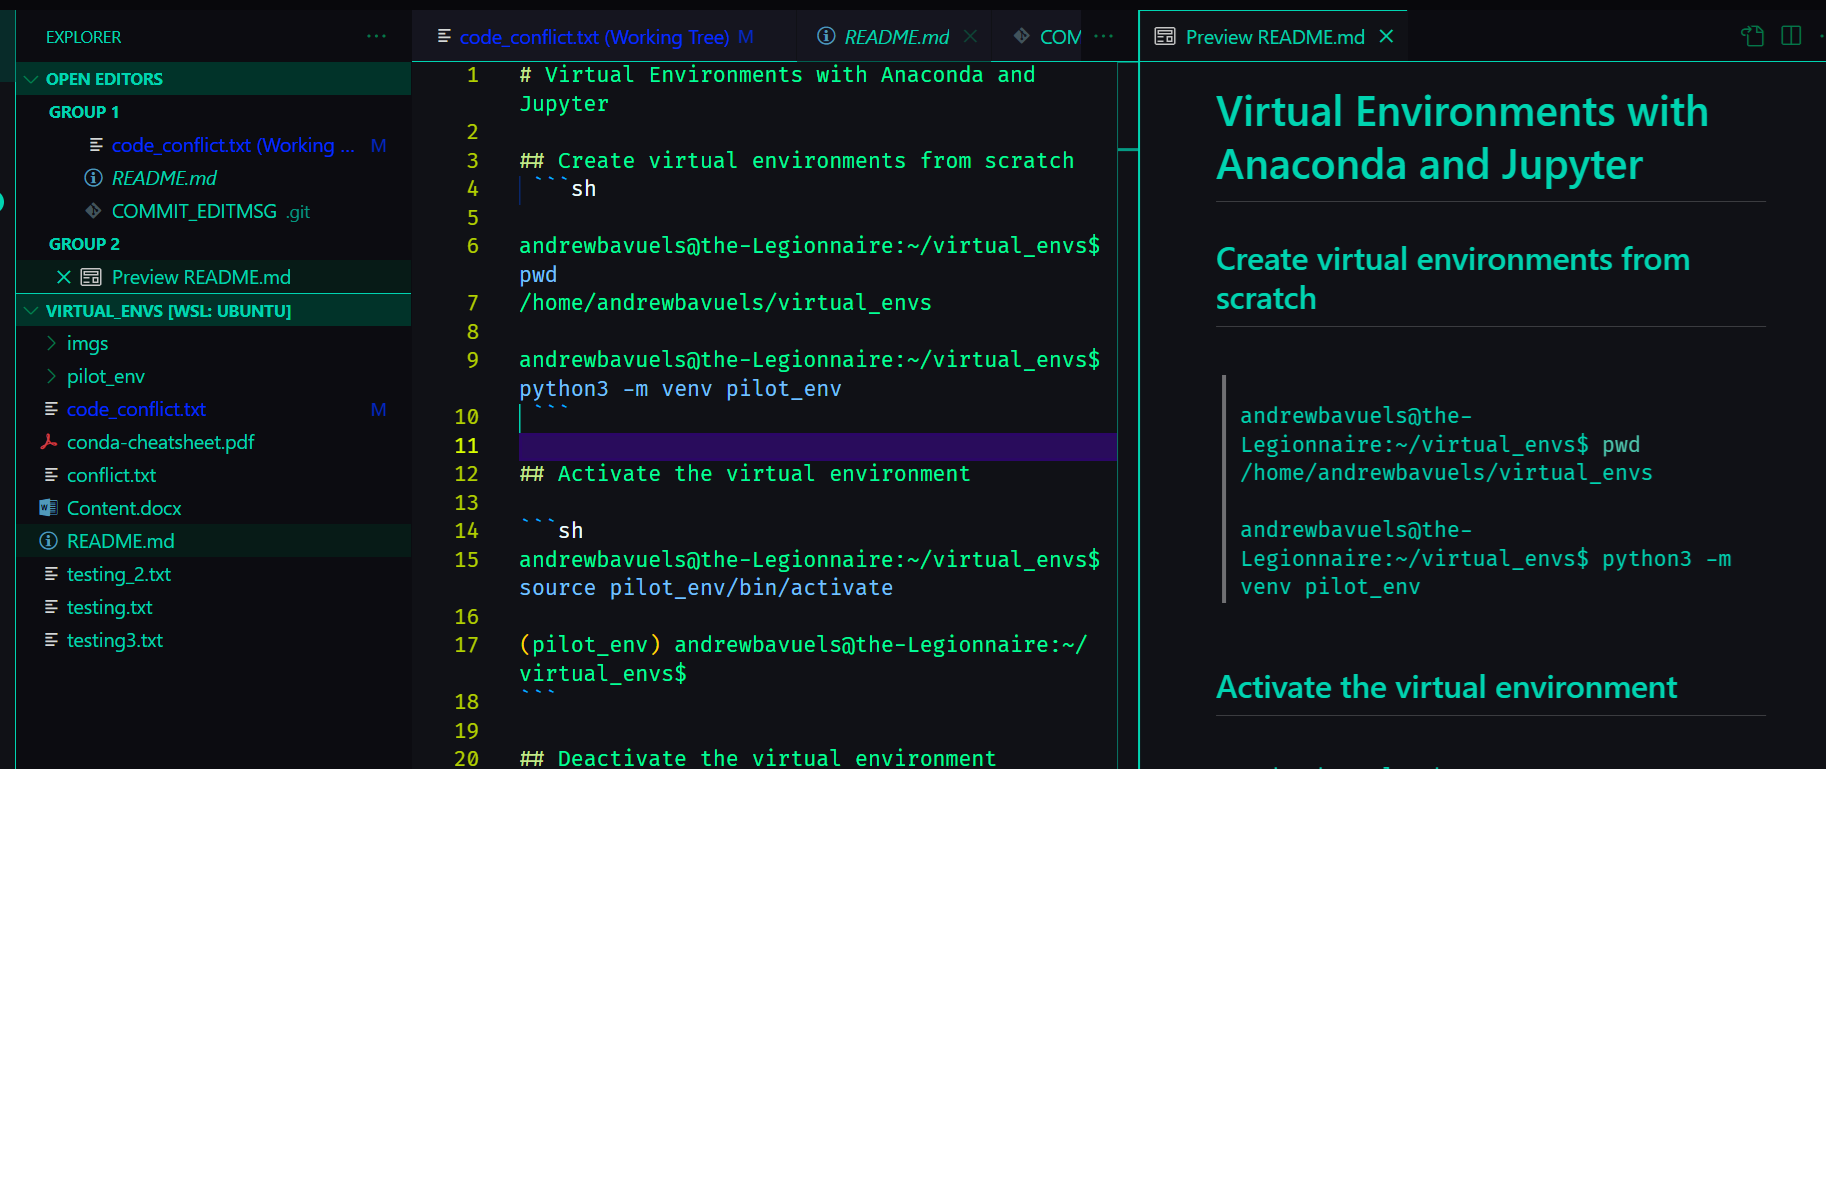 EXPLORER
OPEN EDITORS
GROUP 1
code_conflict.txt (Working ... M
README.md
COMMIT_EDITMSG .git
GROUP 2
Preview README.md
VIRTUAL_ENVS [WSL: UBUNTU]
imgs
pilot_env
code_conflict.txt M
conda-cheatsheet.pdf
conflict.txt
Content.docx
README.md
testing_2.txt
testing.txt
testing3.txt
code_conflict.txt (Working Tree) M
README.md
COM
1 # Virtual Environments with Anaconda and
Jupyter
2
3 ## Create virtual environments from scratch
4 ```sh
5
6 andrewbavuels@the-Legionnaire:~/virtual_envs$
pwd
7 /home/andrewbavuels/virtual_envs
8
9 andrewbavuels@the-Legionnaire:~/virtual_envs$
python3 -m venv pilot_env
10 ```
11
12 ## Activate the virtual environment
13
14 ```sh
15 andrewbavuels@the-Legionnaire:~/virtual_envs$
source pilot_env/bin/activate
16
17 (pilot_env) andrewbavuels@the-Legionnaire:~/
virtual_envs$
18 ```
19
20 ## Deactivate the virtual environment
Preview README.md
Virtual Environments with
Anaconda and Jupyter
Create virtual environments from
scratch
andrewbavuels@the-
Legionnaire:~/virtual_envs$ pwd
/home/andrewbavuels/virtual_envs
andrewbavuels@the-
Legionnaire:~/virtual_envs$ python3 -m
venv pilot_env
Activate the virtual environment